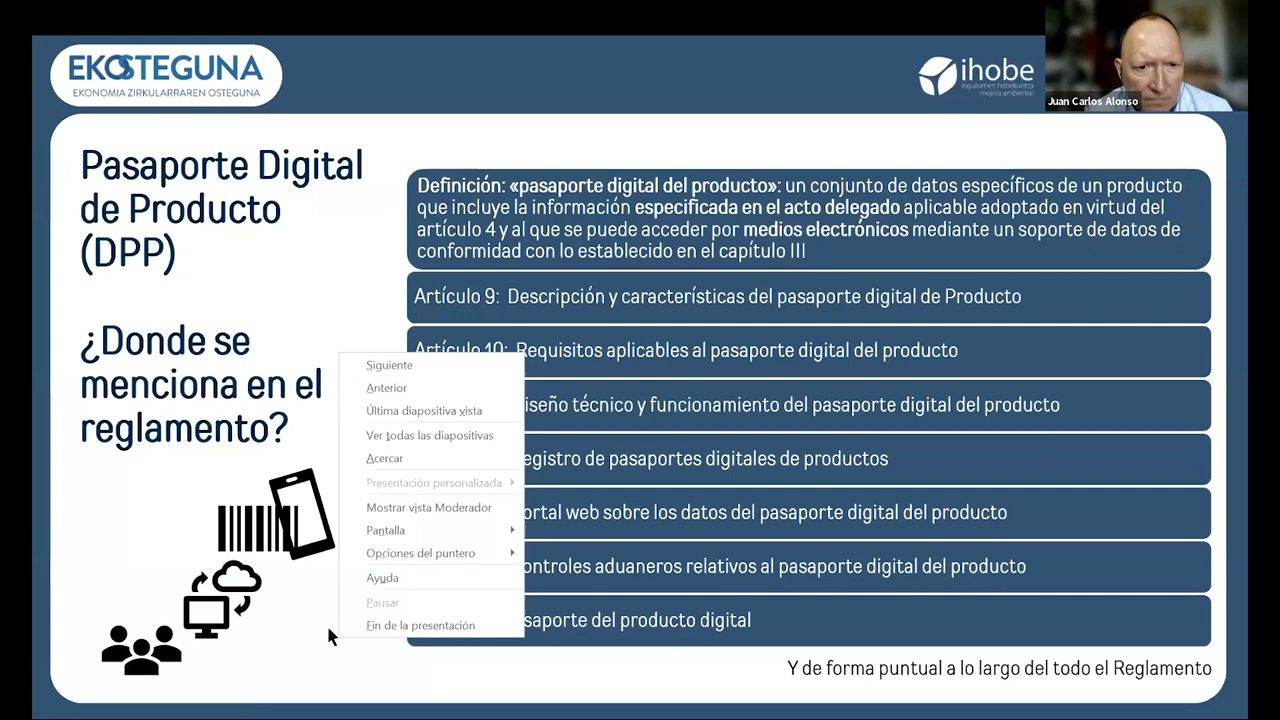 EKOSTEGUNA
EKONOMIA ZIRKULARRAREN OSTEGUNA
ihobe
ingurumen hobekuntza
mejora ambiental
Juan Carlos Alonso
Pasaporte Digital
de Producto
(DPP)
¿Donde se
menciona en el
reglamento?
Definición: «pasaporte digital del producto»: un conjunto de datos específicos de un producto
que incluye la información especificada en el acto delegado aplicable adoptado en virtud del
artículo 4 y al que se puede acceder por medios electrónicos mediante un soporte de datos de
conformidad con lo establecido en el capítulo III
Artículo 9: Descripción y características del pasaporte digital de Producto
Artículo 10: Requisitos aplicables al pasaporte digital del producto
iseño técnico y funcionamiento del pasaporte digital del producto
egistro de pasaportes digitales de productos
ortal web sobre los datos del pasaporte digital del producto
ontroles aduaneros relativos al pasaporte digital del producto
saporte del producto digital
Siguiente
Anterior
Última diapositiva vista
Ver todas las diapositivas
Acercar
Presentación personalizada
Mostrar vista Moderador
Pantalla
Opciones del puntero
Ayuda
Pausar
Fin de la presentación
Y de forma puntual a lo largo del todo el Reglamento